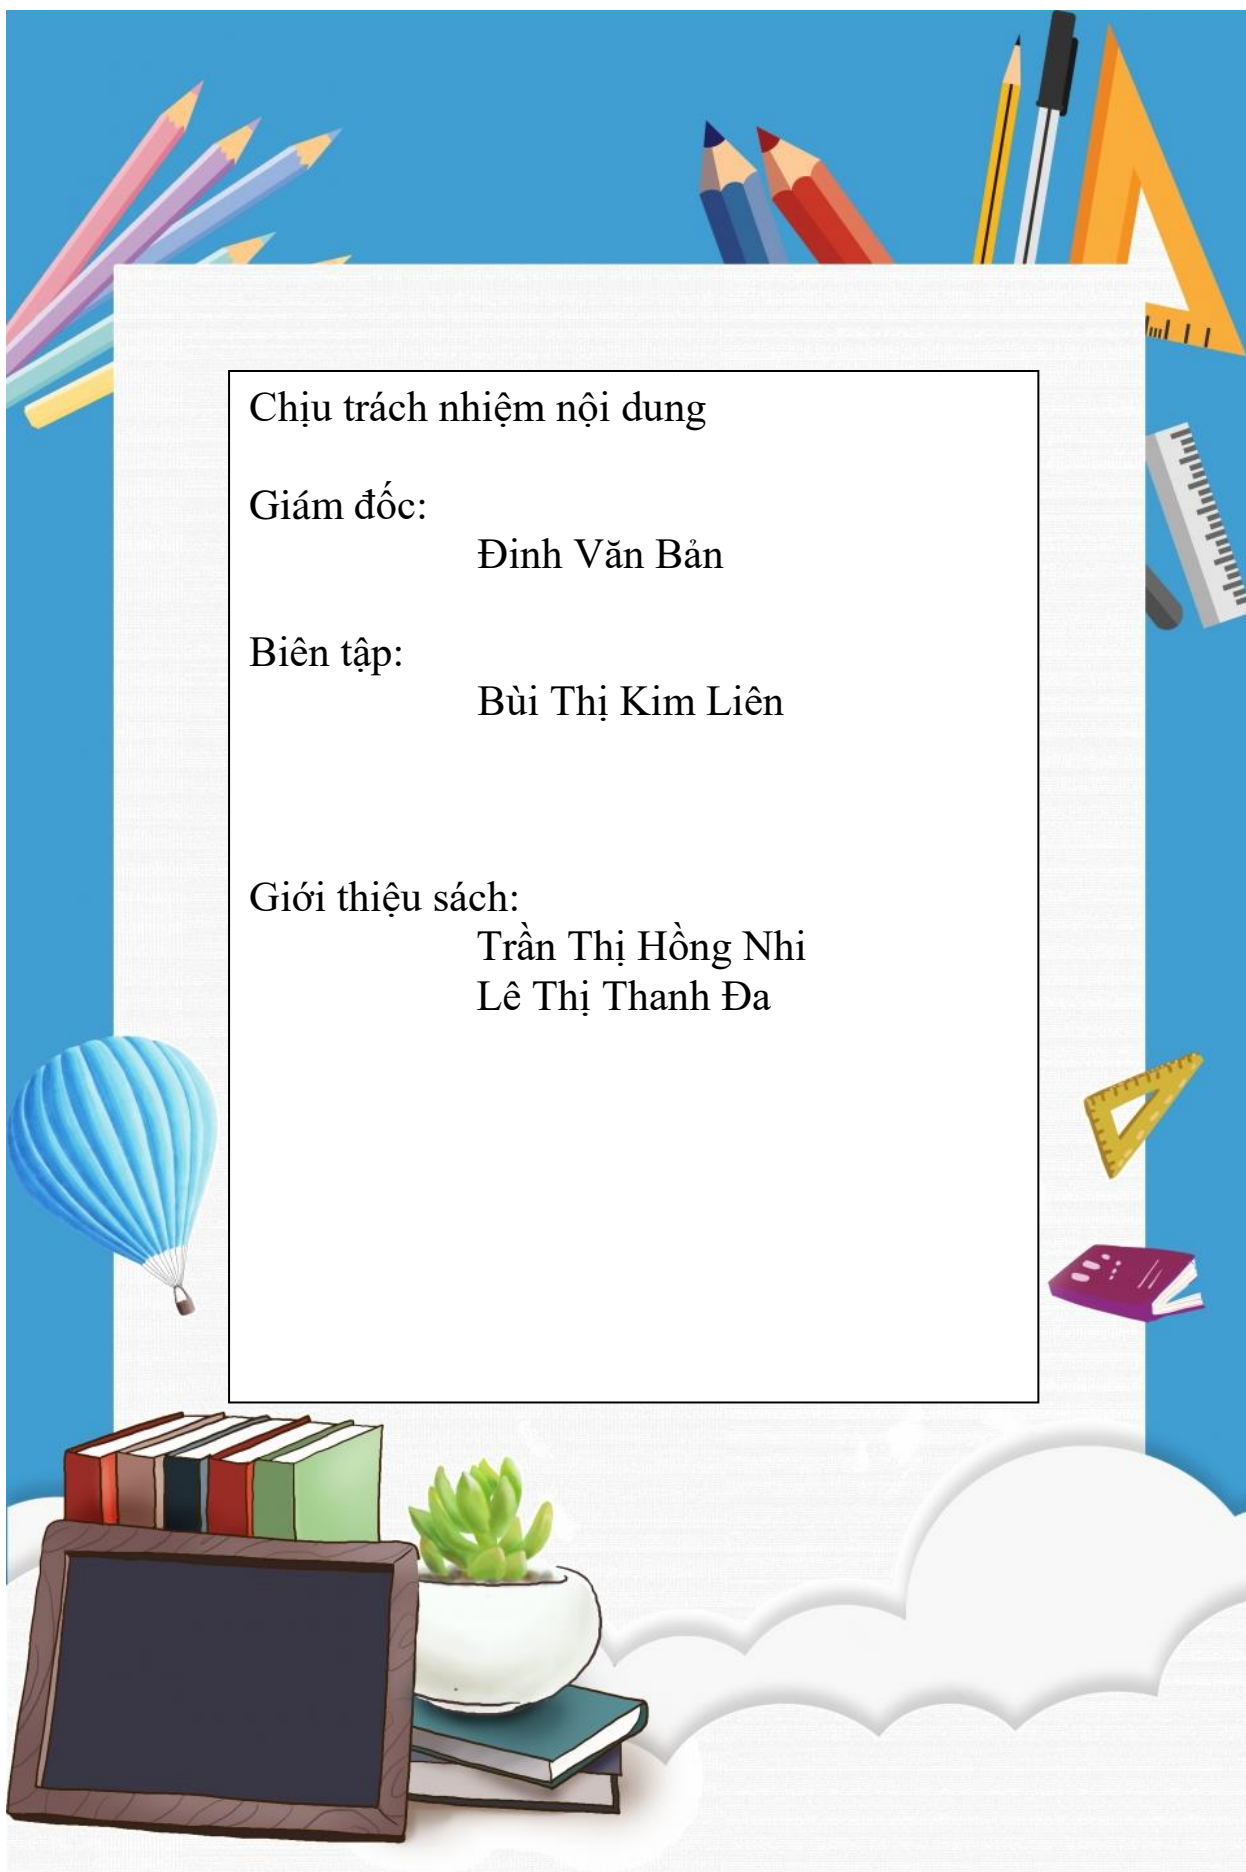 Chịu trách nhiệm nội dung
Giám đốc:
Đinh Văn Bản
Biên tập:
Bùi Thị Kim Liên
Giới thiệu sách:
Trần Thị Hồng Nhi
Lê Thị Thanh Đa